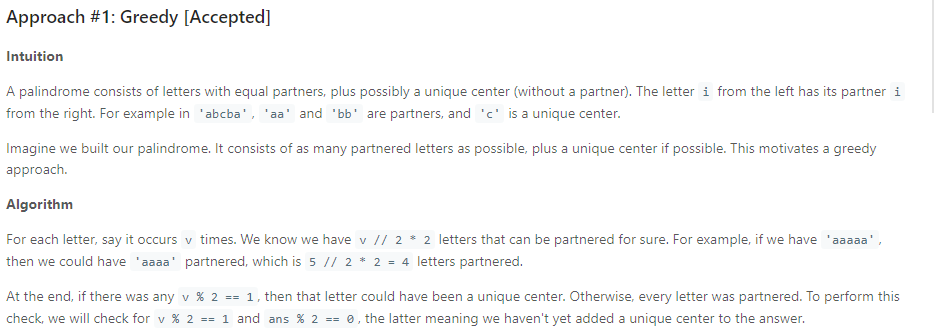 Approach #1: Greedy [Accepted]
Intuition
A palindrome consists of letters with equal partners, plus possibly a unique center (without a partner). The letter i from the left has its partner i
from the right. For example in 'abcba', 'aa' and 'bb' are partners, and 'c' is a unique center.
Imagine we built our palindrome. It consists of as many partnered letters as possible, plus a unique center if possible. This motivates a greedy
approach.
Algorithm
For each letter, say it occurs v times. We know we have v // 2 * 2 letters that can be partnered for sure. For example, if we have 'aaaaa',
then we could have 'aaaa' partnered, which is 5 // 2 * 2 = 4 letters partnered.
At the end, if there was any v % 2 == 1, then that letter could have been a unique center. Otherwise, every letter was partnered. To perform this
check, we will check for v % 2 == 1 and ans % 2 == 0, the latter meaning we haven't yet added a unique center to the answer.